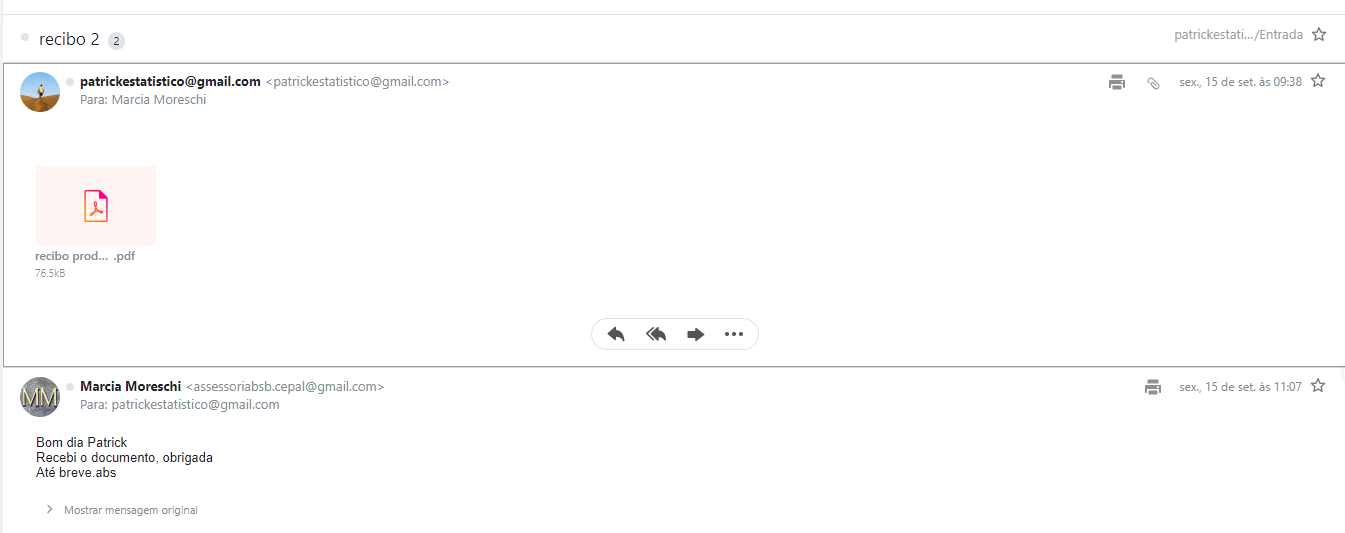 recibo 2 2
patrickestati.../Entrada
patrickestatistico@gmail.com <patrickestatistico@gmail.com>
sex., 15 de set. às 09:38
Para: Marcia Moreschi
recibo prod... .pdf
76.5kB
MM
Marcia Moreschi <assessoriabsb.cepal@gmail.com>
sex., 15 de set. às 11:07
Para: patrickestatistico@gmail.com
Bom dia Patrick
Recebi o documento, obrigada
Até breve.abs
Mostrar mensagem original